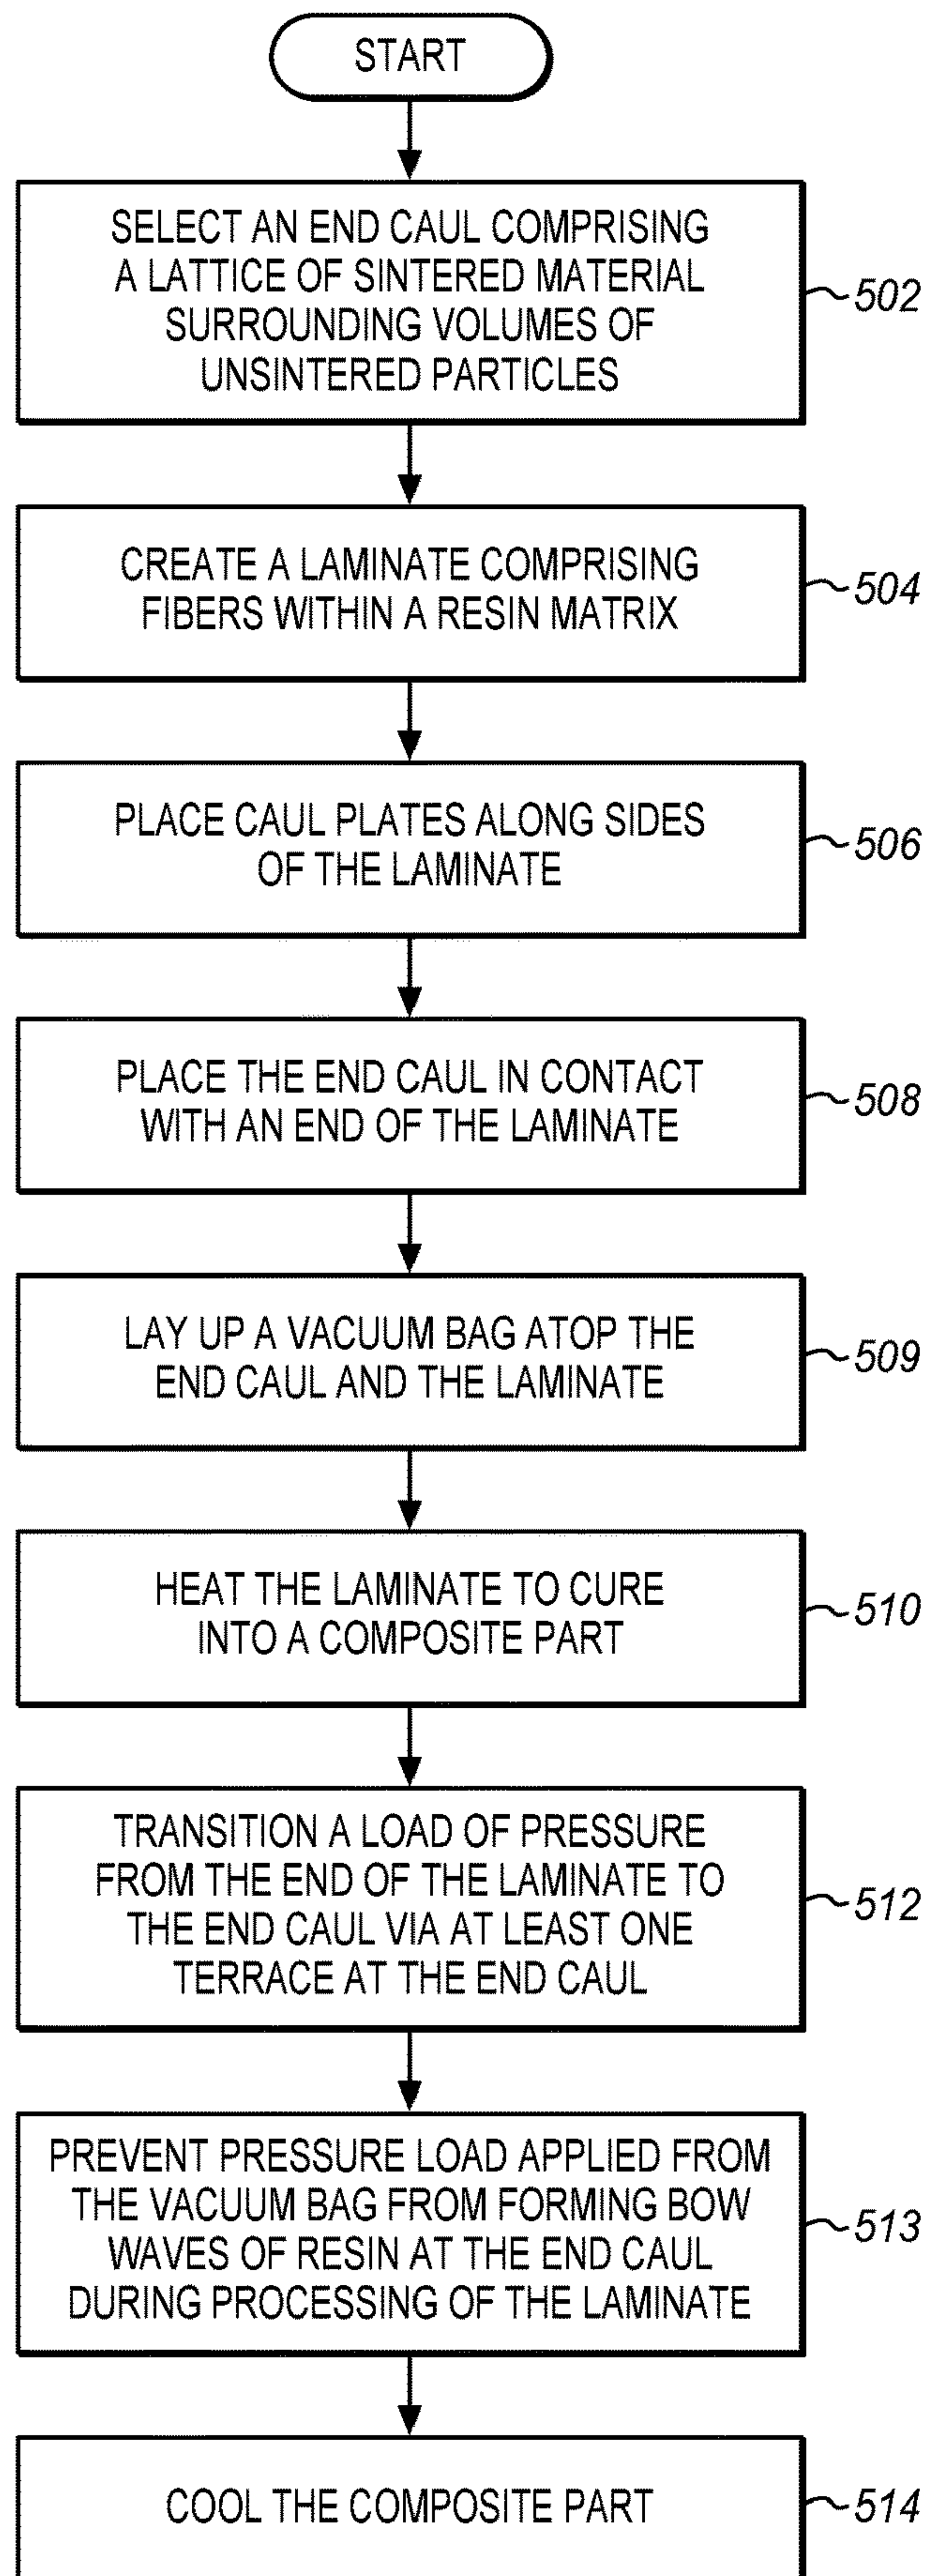 START
SELECT AN END CAUL COMPRISING
A LATTICE OF SINTERED MATERIAL
SURROUNDING VOLUMES OF
UNSINTERED PARTICLES
502
CREATE A LAMINATE COMPRISING
FIBERS WITHIN A RESIN MATRIX
504
PLACE CAUL PLATES ALONG SIDES
OF THE LAMINATE
506
PLACE THE END CAUL IN CONTACT
WITH AN END OF THE LAMINATE
508
LAY UP A VACUUM BAG ATOP THE
END CAUL AND THE LAMINATE
509
HEAT THE LAMINATE TO CURE
INTO A COMPOSITE PART
510
TRANSITION A LOAD OF PRESSURE
FROM THE END OF THE LAMINATE TO
THE END CAUL VIA AT LEAST ONE
TERRACE AT THE END CAUL
512
PREVENT PRESSURE LOAD APPLIED FROM
THE VACUUM BAG FROM FORMING BOW
WAVES OF RESIN AT THE END CAUL
DURING PROCESSING OF THE LAMINATE
513
COOL THE COMPOSITE PART
514